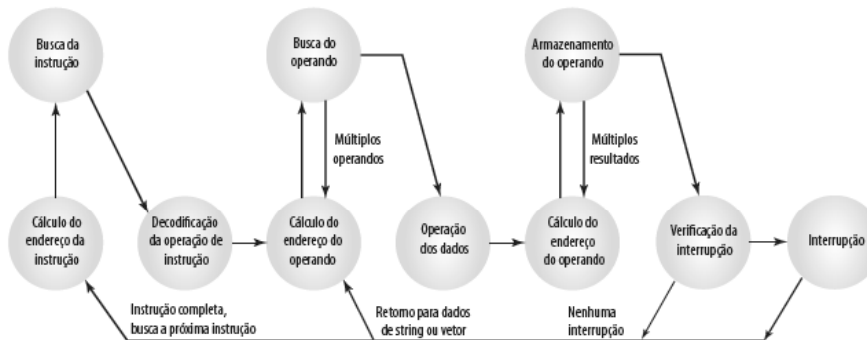 Busca da
instrução
Busca do
operando
Armazenamento
do operando
Múltiplos
operandos
Múltiplos
resultados
Cálculo do
endereço da
instrução
Decodificação
da operação de
instrução
Cálculo do
endereço do
operando
Operação
dos dados
Cálculo do
endereço
do operando
Verificação da
interrupção
Interrupção
Instrução completa,
busca a próxima instrução
Retorno para dados
de string ou vetor
Nenhuma
interrupção